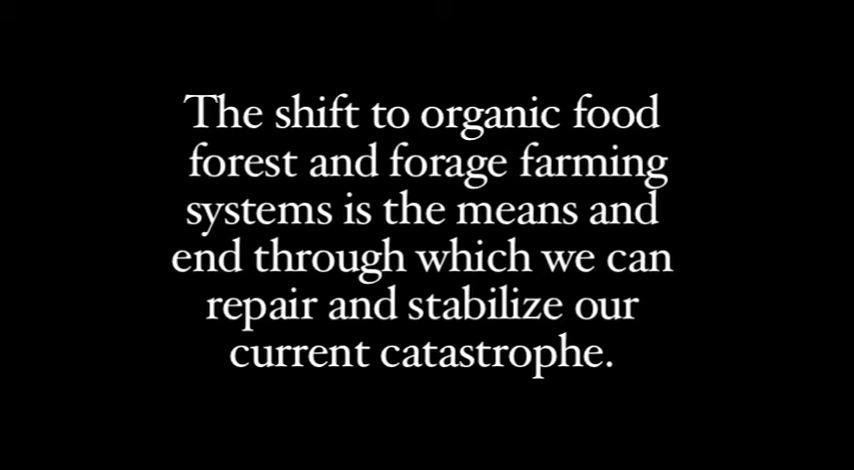 The shift to organic food
forest and forage farming
systems is the means and
end through which we can
repair and stabilize our
current catastrophe.